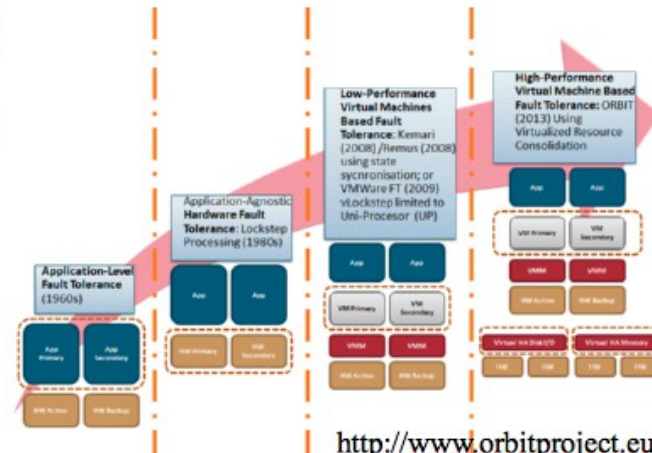 Application-Level
Fault Tolerance
(1960s)
App
Primary
App
Secondary
HW Active
HW Backup
Application-Agnostic
Hardware Fault
Tolerance: Lockstep
Processing (1980s)
App
App
HW Primary
HW
Secondary
Low-Performance
Virtual Machines
Based Fault
Tolerance: Kemari
(2008) /Remus (2008)
using state
sycnronisation; or
VMWare FT (2009)
vLockstep limited to
Uni-Procesor (UP)
App
App
VM Primary
VM
Secondary
VMM
VMM
HW Active
HW Backup
High-Performance
Virtual Machine Based
Fault Tolerance: ORBIT
(2013) Using
Virtualized Resource
Consolidation
App
App
VM Primary
VM
Secondary
VMM
VMM
HW Active
HW Backup
Virtual HA Disk I/O
Virtual HA Memory
HW
HW
HW
HW
http://www.orbitproject.eu